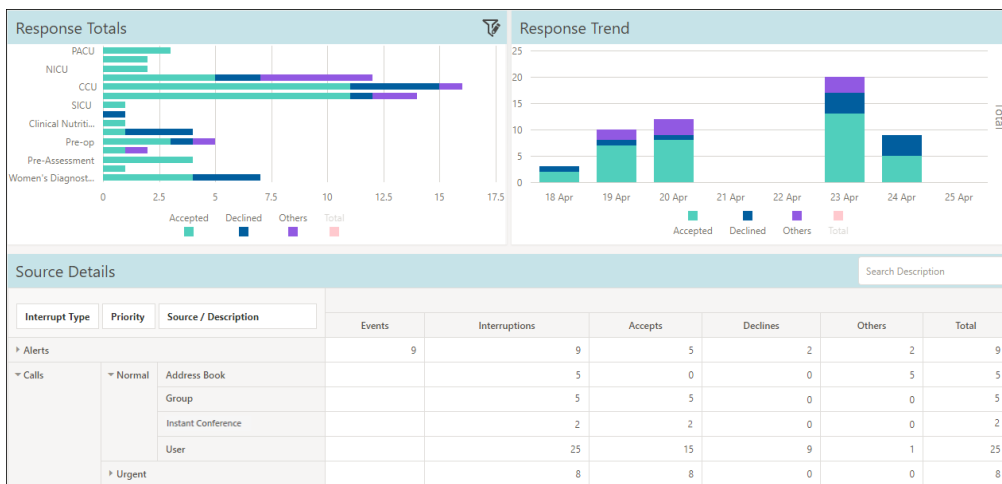 Response Totals
PACU
NICU
CCU
SICU
Clinical Nutriti...
Pre-op
Pre-Assessment
Women's Diagnost...
0 2.5 5 7.5 10 12.5 15 17.5
Accepted Declined Others Total
Response Trend
25
20
15
10
5
0
Total
18 Apr 19 Apr 20 Apr 21 Apr 22 Apr 23 Apr 24 Apr 25 Apr
Accepted Declined Others Total
Source Details
Search Description
Interrupt Type Priority Source / Description
Events Interruptions Accepts Declines Others Total
Alerts 9 9 5 2 2 9
Calls Normal Address Book 5 0 0 5 5
Group 5 5 0 0 5
Instant Conference 2 2 0 0 2
User 25 15 9 1 25
Urgent 8 8 0 0 8